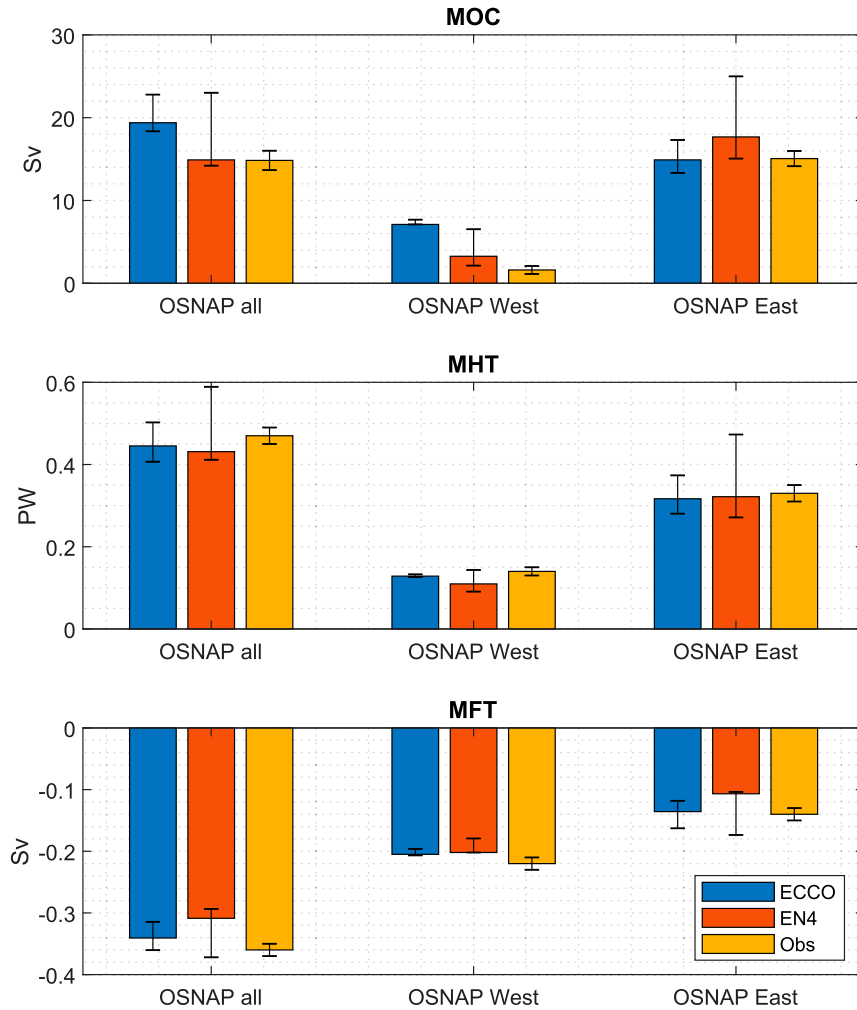 MOC
30
20
10
0
Sv
OSNAP all OSNAP West OSNAP East
MHT
0.6
0.4
0.2
0
PW
OSNAP all OSNAP West OSNAP East
MFT
0
-0.1
-0.2
-0.3
-0.4
Sv
ECCO
EN4
Obs
OSNAP all OSNAP West OSNAP East